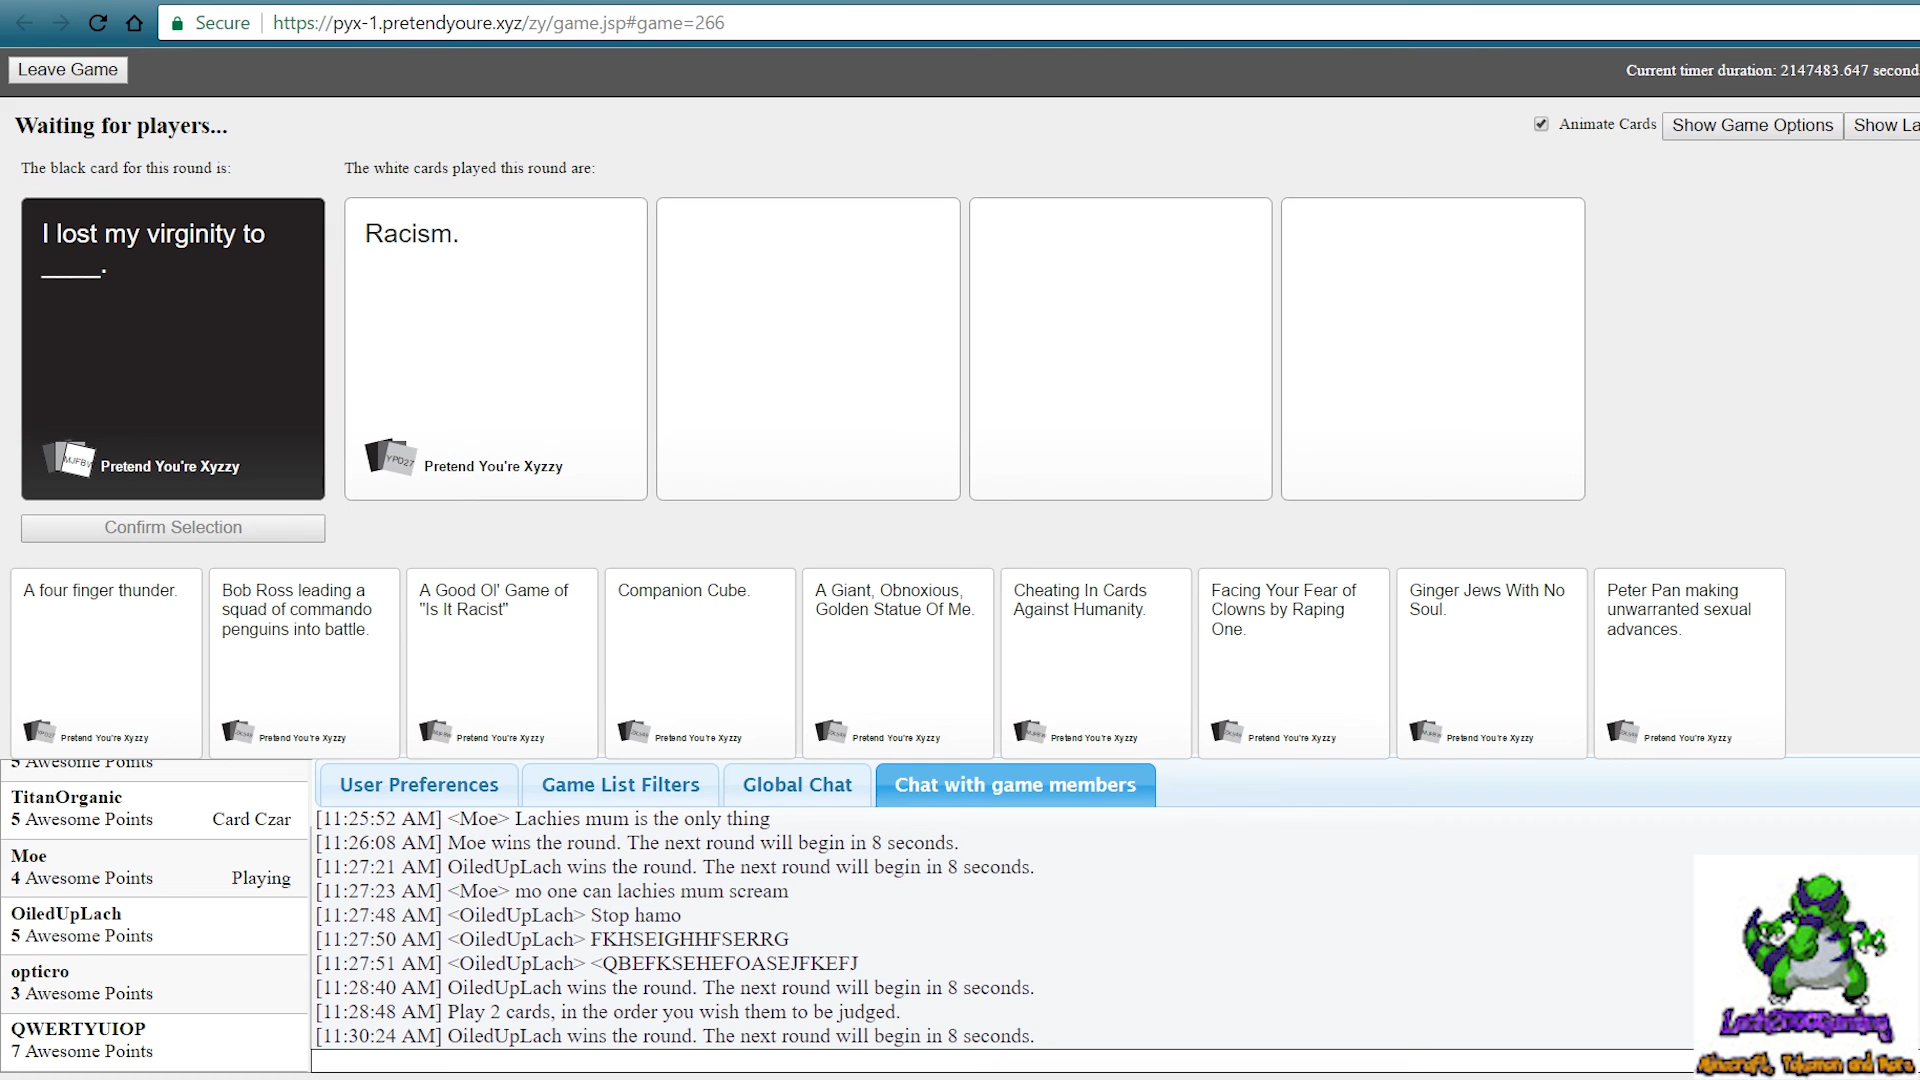 Secure
https://pyx-1.pretendyoure.xyz/zy/game.jsp#game=266
Leave Game
Current timer duration: 2147483.647 second
Waiting for players...
Animate Cards
Show Game Options
Show La
The black card for this round is:
The white cards played this round are:
I lost my virginity to
____.
MJFBW
Pretend You're Xyzzy
Racism.
YPD27
Pretend You're Xyzzy
Confirm Selection
A four finger thunder.
Pretend You're Xyzzy
Bob Ross leading a
squad of commando
penguins into battle.
Pretend You're Xyzzy
A Good Ol' Game of
"Is It Racist"
Pretend You're Xyzzy
Companion Cube.
Pretend You're Xyzzy
A Giant, Obnoxious,
Golden Statue Of Me.
Pretend You're Xyzzy
Cheating In Cards
Against Humanity.
Pretend You're Xyzzy
Facing Your Fear of
Clowns by Raping
One.
Pretend You're Xyzzy
Ginger Jews With No
Soul.
Pretend You're Xyzzy
Peter Pan making
unwarranted sexual
advances.
Pretend You're Xyzzy
5 Awesome Points
TitanOrganic
5 Awesome Points Card Czar
Moe
4 Awesome Points Playing
OiledUpLach
5 Awesome Points
opticro
3 Awesome Points
QWERTYUIOP
7 Awesome Points
User Preferences
Game List Filters
Global Chat
Chat with game members
[11:25:52 AM] <Moe> Lachies mum is the only thing
[11:26:08 AM] Moe wins the round. The next round will begin in 8 seconds.
[11:27:21 AM] OiledUpLach wins the round. The next round will begin in 8 seconds.
[11:27:23 AM] <Moe> mo one can lachies mum scream
[11:27:48 AM] <OiledUpLach> Stop hamo
[11:27:50 AM] <OiledUpLach> FKHSEIGHHFSERRG
[11:27:51 AM] <OiledUpLach> <QBEFKSEHEFOASEJFKEFJ
[11:28:40 AM] OiledUpLach wins the round. The next round will begin in 8 seconds.
[11:28:48 AM] Play 2 cards, in the order you wish them to be judged.
[11:30:24 AM] OiledUpLach wins the round. The next round will begin in 8 seconds.
Minecraft, Pokemon and More